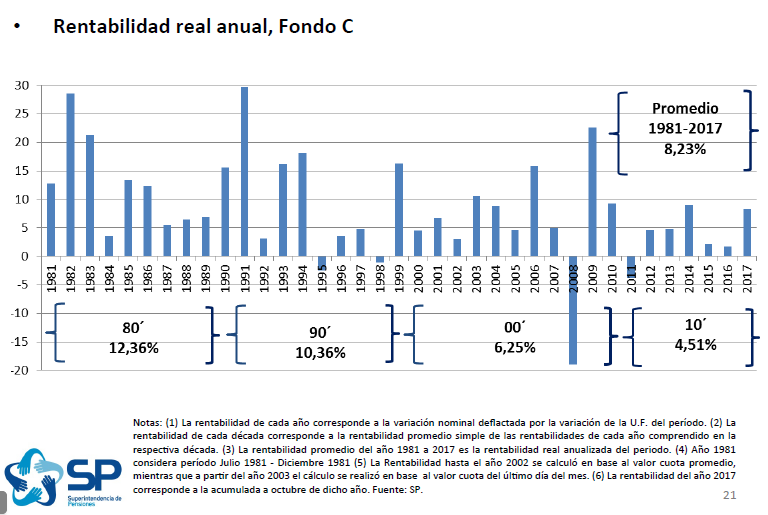 • Rentabilidad real anual, Fondo C
30
25
20
15
10
5
0
-5
-10
-15
-20
Promedio
1981-2017
8,23%
1981 1982 1983 1984 1985 1986 1987 1988 1989 1990 1991 1992 1993 1994 1995 1996 1997 1998 1999 2000 2001 2002 2003 2004 2005 2006 2007 2008 2009 2010 2011 2012 2013 2014 2015 2016 2017
80´
12,36%
90´
10,36%
00´
6,25%
10´
4,51%
Notas: (1) La rentabilidad de cada año corresponde a la variación nominal deflactada por la variación de la U.F. del período. (2) La
rentabilidad de cada década corresponde a la rentabilidad promedio simple de las rentabilidades de cada año comprendido en la
respectiva década. (3) La rentabilidad promedio del año 1981 a 2017 es la rentabilidad real anualizada del periodo. (4) Año 1981
considera período Julio 1981 - Diciembre 1981 (5) La Rentabilidad hasta el año 2002 se calculó en base al valor cuota promedio,
mientras que a partir del año 2003 el cálculo se realizó en base al valor cuota del último día del mes. (6) La rentabilidad del año 2017
corresponde a la acumulada a octubre de dicho año. Fuente: SP.
SP
Superintendencia de
Pensiones
21